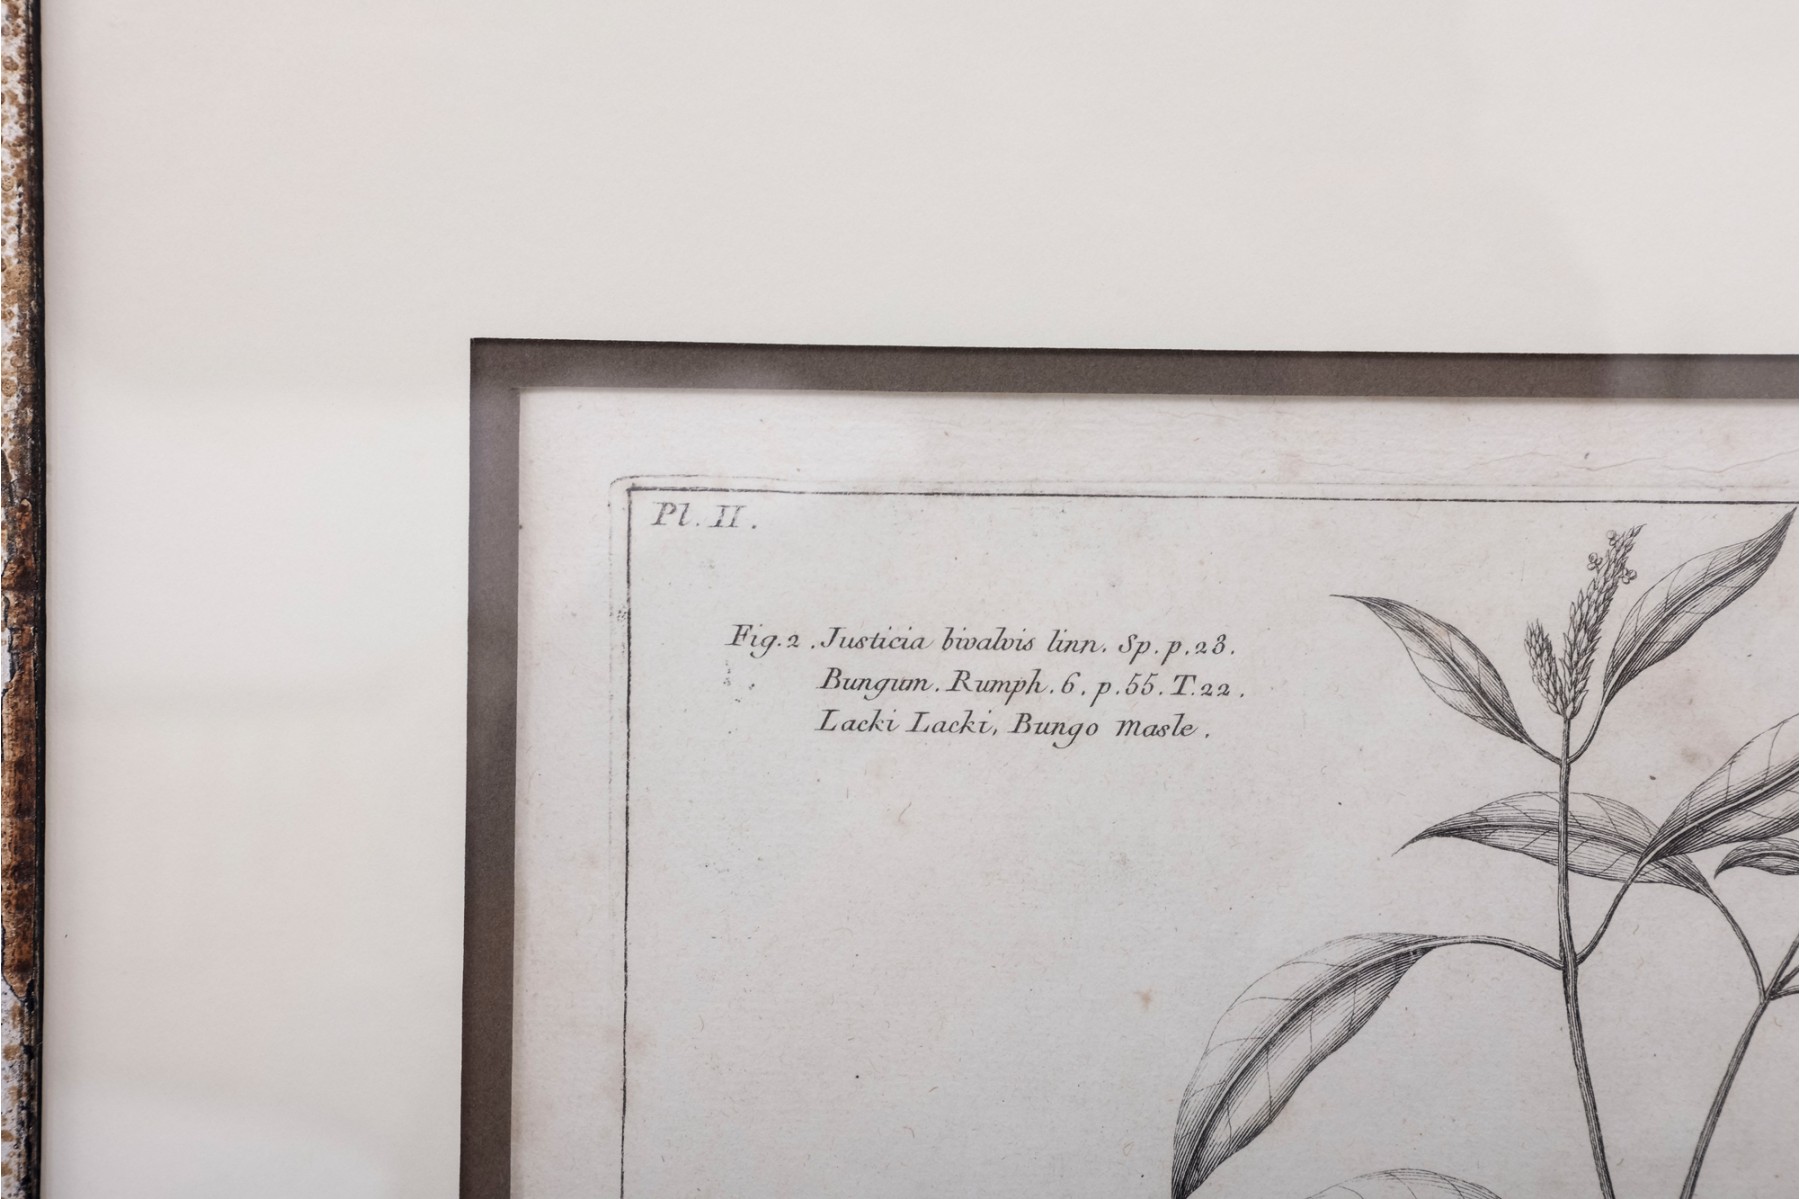 Pl. II.
Fig. 2. Justicia bivalvis linn. Sp. p. 23.
Bungum. Rumph. 6. p. 55. T. 22.
Lacki Lacki, Bungo masle.